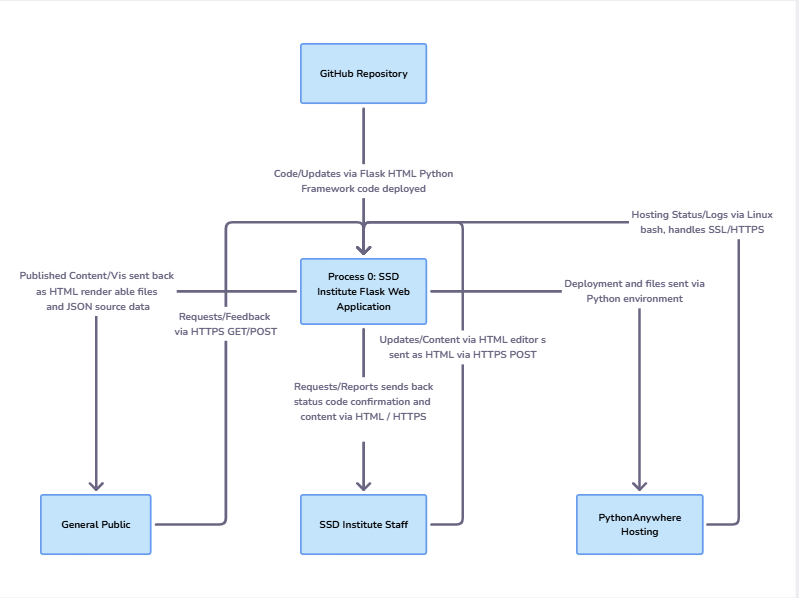 GitHub Repository
Code/Updates via Flask HTML Python
Framework code deployed
Hosting Status/Logs via Linux
bash, handles SSL/HTTPS
Published Content/Vis sent back
as HTML render able files
and JSON source data
Process 0: SSD
Institute Flask Web
Application
Deployment and files sent via
Python environment
Requests/Feedback
via HTTPS GET/POST
Updates/Content via HTML editor s
sent as HTML via HTTPS POST
Requests/Reports sends back
status code confirmation and
content via HTML / HTTPS
General Public
SSD Institute Staff
PythonAnywhere
Hosting